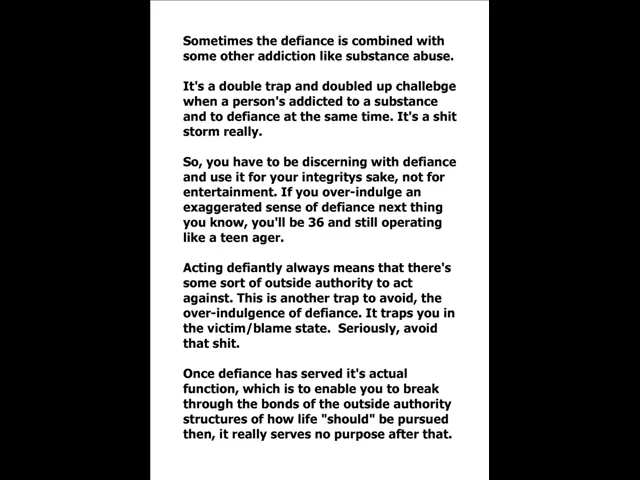 Sometimes the defiance is combined with
some other addiction like substance abuse.
It's a double trap and doubled up challebge
when a person's addicted to a substance
and to defiance at the same time. It's a shit
storm really.
So, you have to be discerning with defiance
and use it for your integritys sake, not for
entertainment. If you over-indulge an
exaggerated sense of defiance next thing
you know, you'll be 36 and still operating
like a teen ager.
Acting defiantly always means that there's
some sort of outside authority to act
against. This is another trap to avoid, the
over-indulgence of defiance. It traps you in
the victim/blame state.  Seriously, avoid
that shit.
Once defiance has served it's actual
function, which is to enable you to break
through the bonds of the outside authority
structures of how life "should" be pursued
then, it really serves no purpose after that.